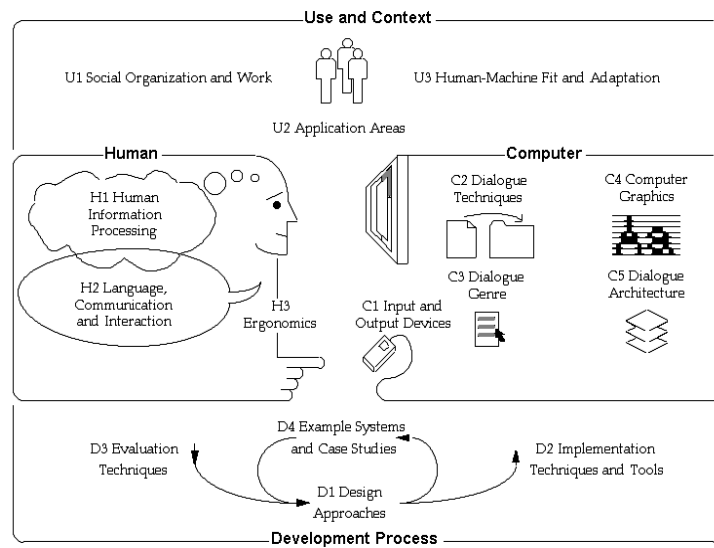 Use and Context
U1 Social Organization and Work
U3 Human-Machine Fit and Adaptation
U2 Application Areas
Human
H1 Human
Information
Processing
H2 Language,
Communication
and Interaction
H3
Ergonomics
Computer
C2 Dialogue
Techniques
C4 Computer
Graphics
Aa
C3 Dialogue
Genre
C5 Dialogue
Architecture
C1 Input and
Output Devices
D4 Example Systems
and Case Studies
D3 Evaluation
Techniques
D2 Implementation
Techniques and Tools
D1 Design
Approaches
Development Process